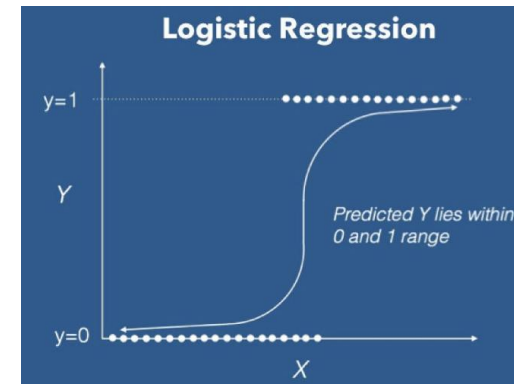 Logistic Regression
y=1
Y
Predicted Y lies within
0 and 1 range
y=0
X